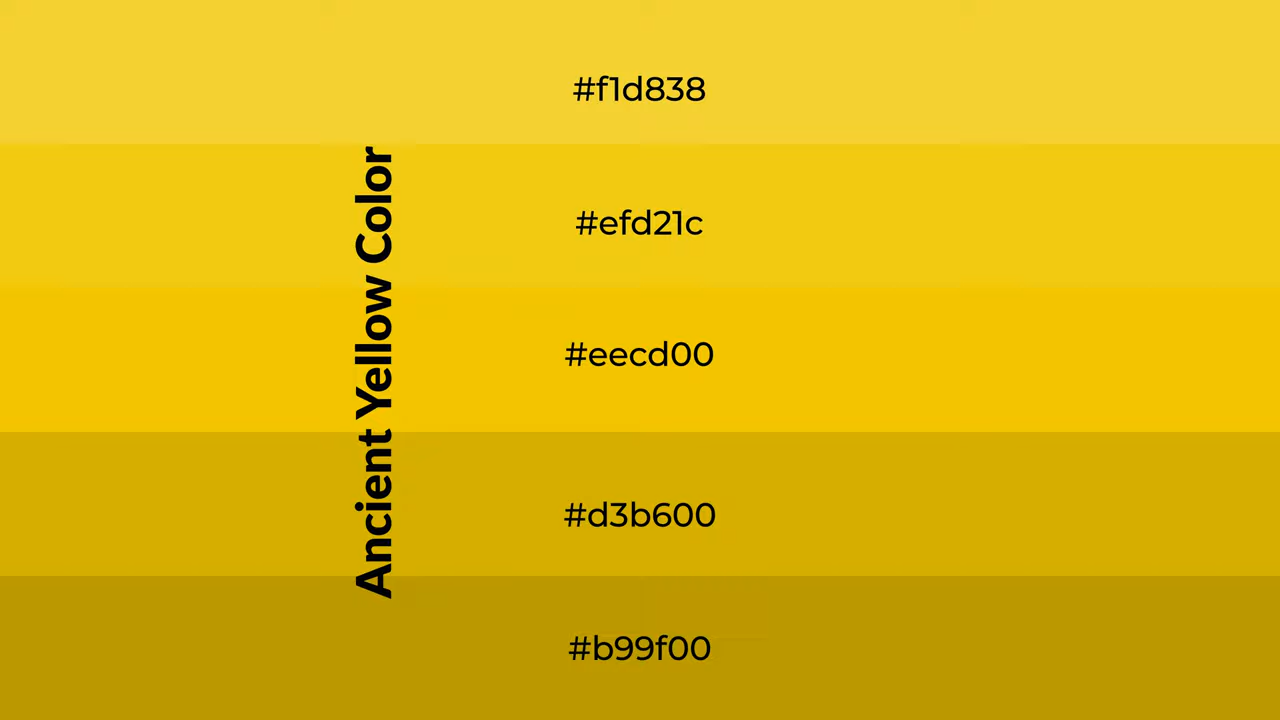 Ancient Yellow Color
#f1d838
#efd21c
#eecd00
#d3b600
#b99f00